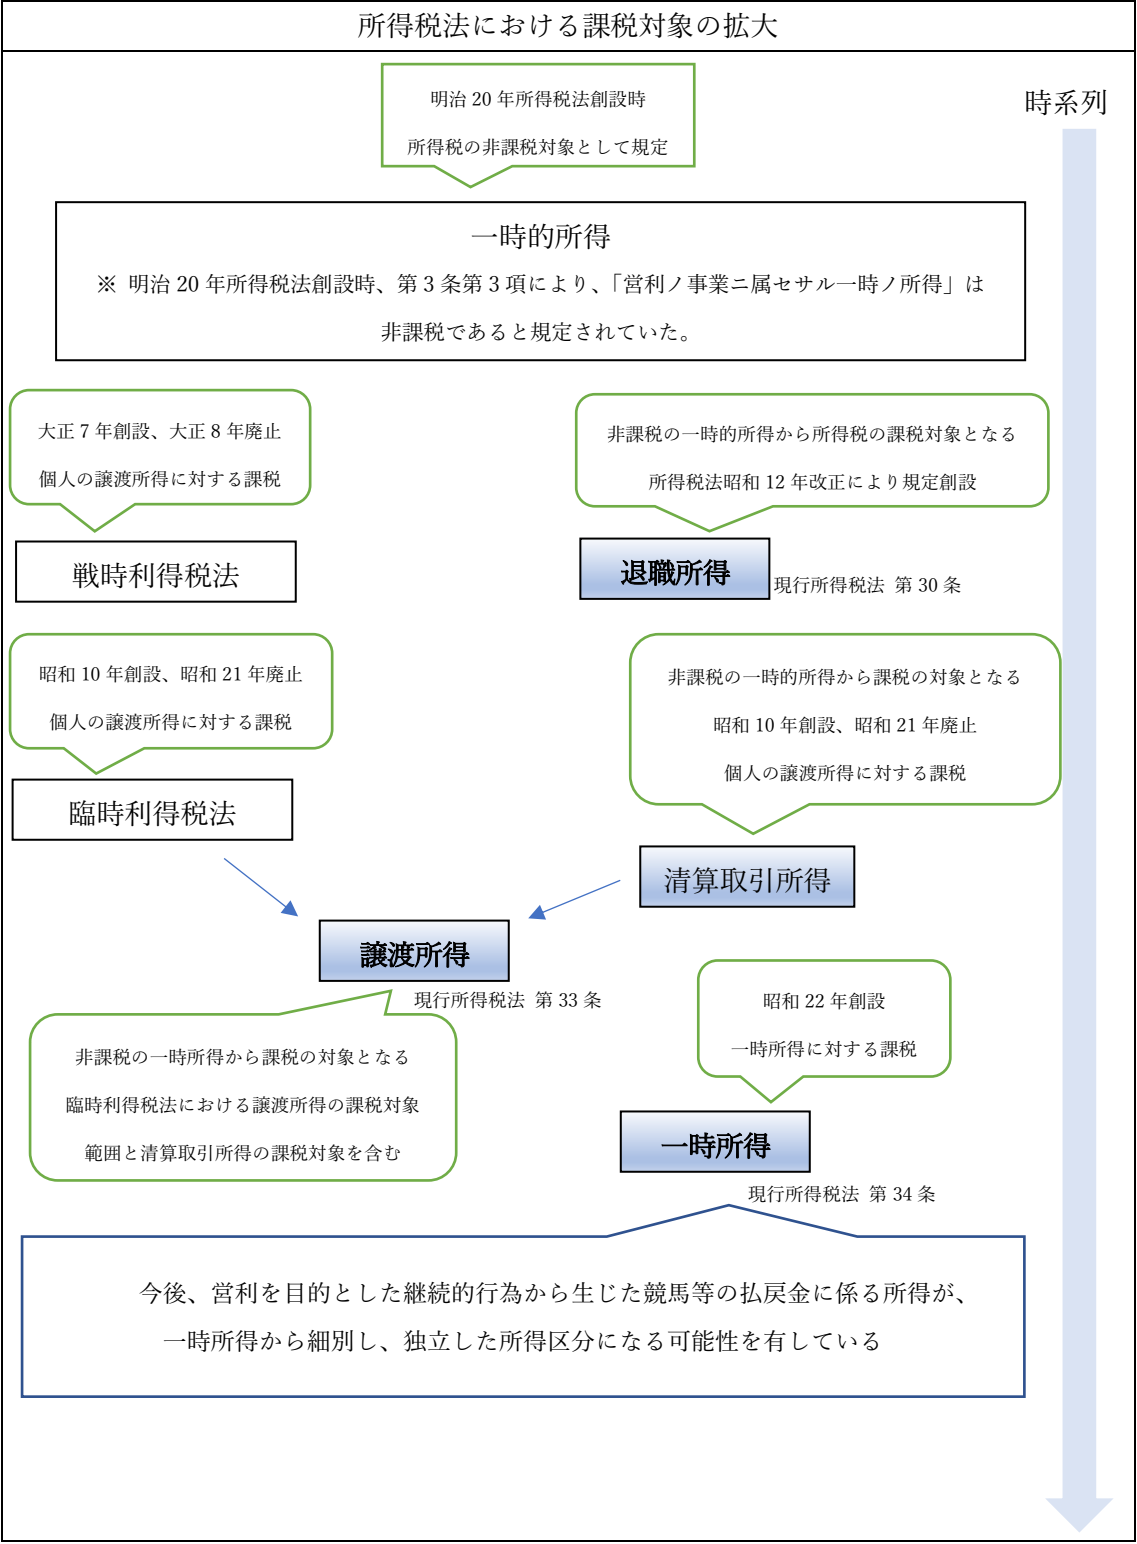 所得税法における課税対象の拡大
時系列
明治 20 年所得税法創設時
所得税の非課税対象として規定
一時的所得
※ 明治 20 年所得税法創設時、第 3 条第 3 項により、「営利ノ事業ニ属セサル一時ノ所得」は
非課税であると規定されていた。
大正 7 年創設、大正 8 年廃止
個人の譲渡所得に対する課税
戦時利得税法
非課税の一時的所得から所得税の課税対象となる
所得税法昭和 12 年改正により規定創設
退職所得
現行所得税法 第 30 条
昭和 10 年創設、昭和 21 年廃止
個人の譲渡所得に対する課税
臨時利得税法
非課税の一時的所得から課税の対象となる
昭和 10 年創設、昭和 21 年廃止
個人の譲渡所得に対する課税
清算取引所得
譲渡所得
現行所得税法 第 33 条
非課税の一時所得から課税の対象となる
臨時利得税法における譲渡所得の課税対象
範囲と清算取引所得の課税対象を含む
昭和 22 年創設
一時所得に対する課税
一時所得
現行所得税法 第 34 条
今後、営利を目的とした継続的行為から生じた競馬等の払戻金に係る所得が、
一時所得から細別し、独立した所得区分になる可能性を有している